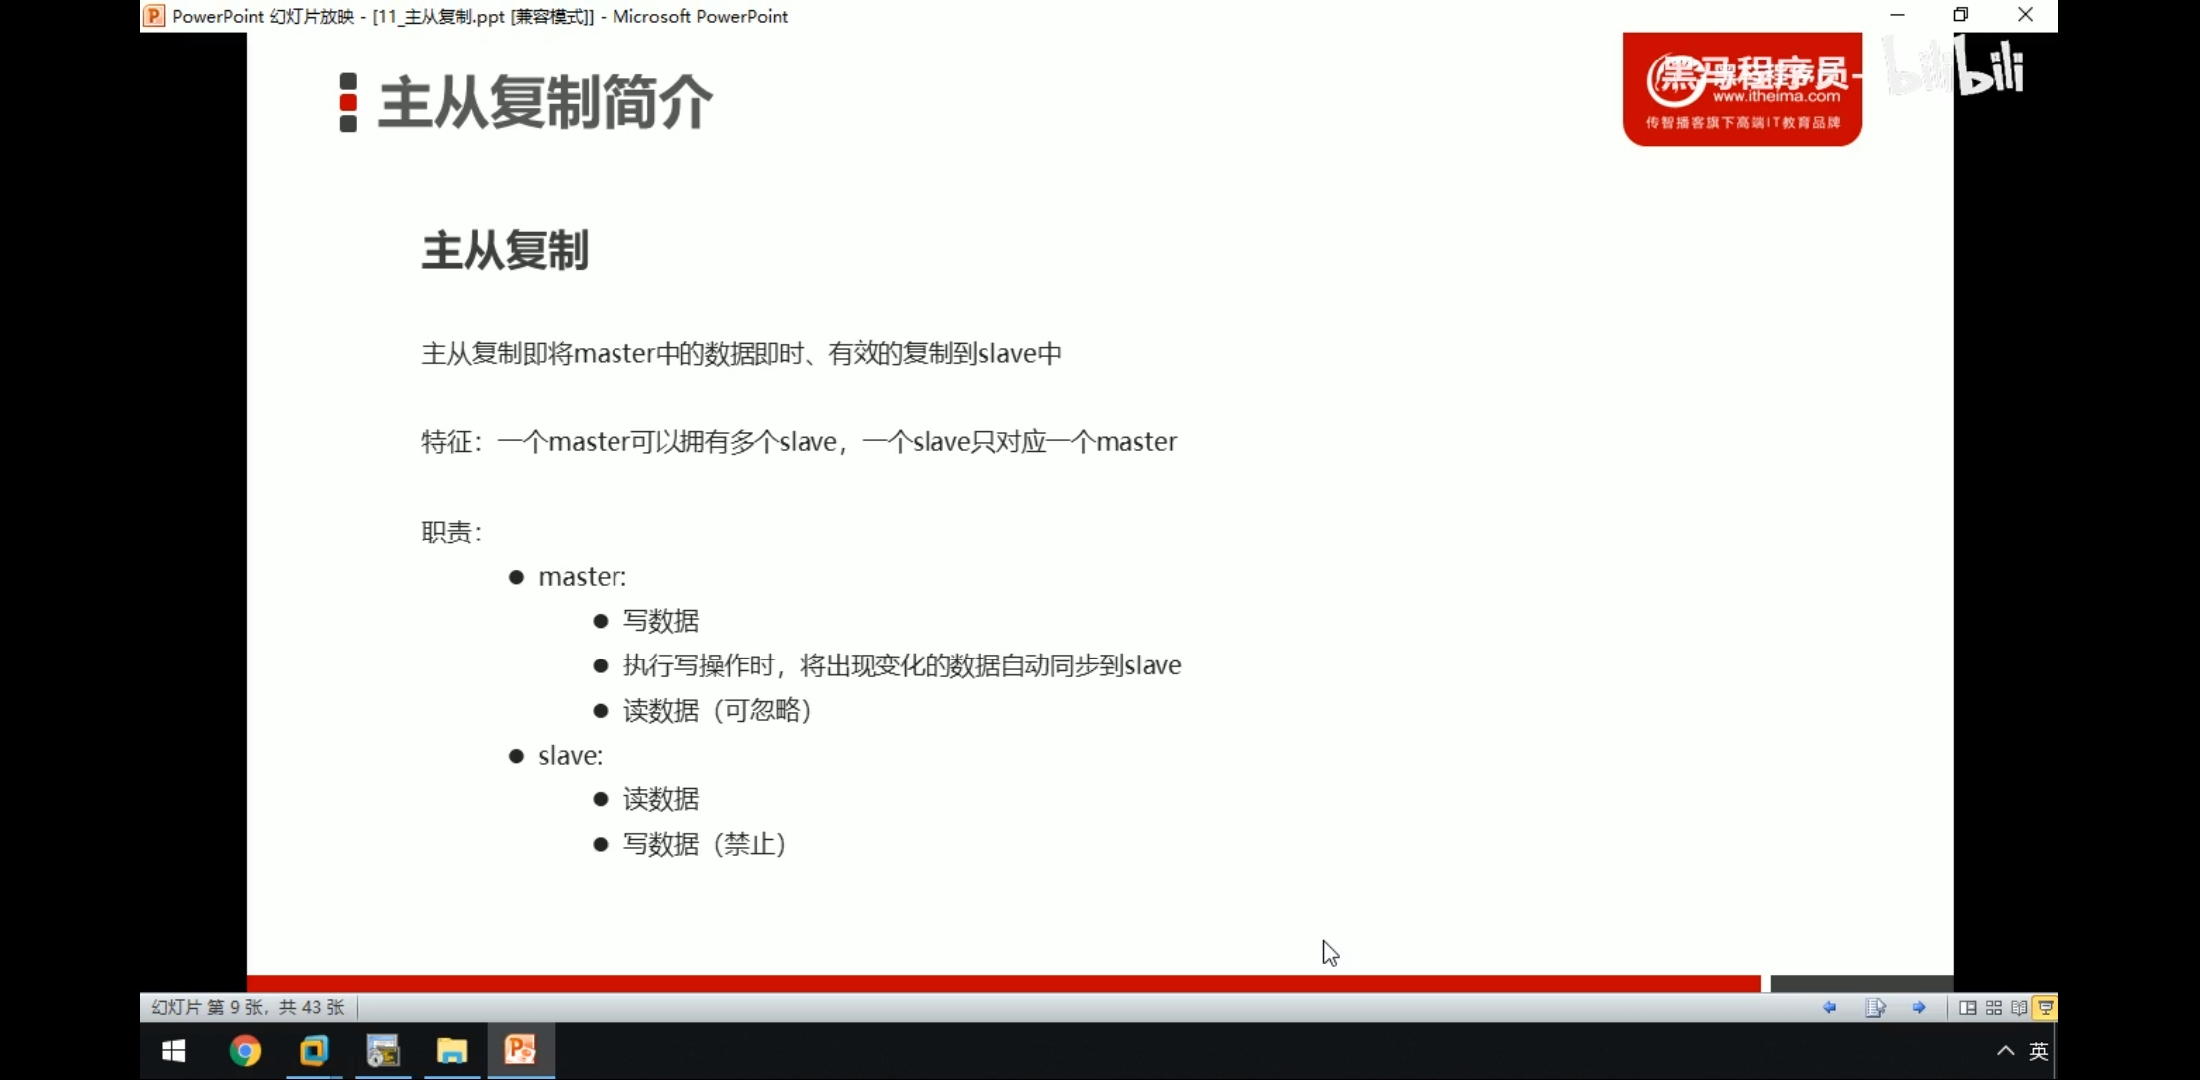 PowerPoint 幻灯片放映 - [11_主从复制.ppt [兼容模式]] - Microsoft PowerPoint
主从复制简介
黑马程序员-
bilibili
www.itheima.com
传智播客旗下高端IT教育品牌
主从复制
主从复制即将master中的数据即时、有效的复制到slave中
特征：一个master可以拥有多个slave，一个slave只对应一个master
职责：
● master:
● 写数据
● 执行写操作时，将出现变化的数据自动同步到slave
● 读数据（可忽略）
● slave:
● 读数据
● 写数据（禁止）
幻灯片 第 9 张，共 43 张
英